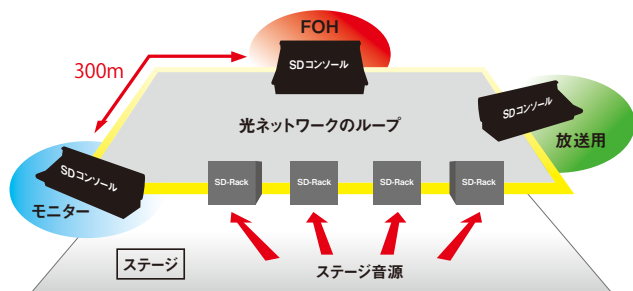 FOH
SDコンソール
300m
SDコンソール
光ネットワークのループ
放送用
SDコンソール
モニター
SD-Rack
SD-Rack
SD-Rack
SD-Rack
ステージ
ステージ音源